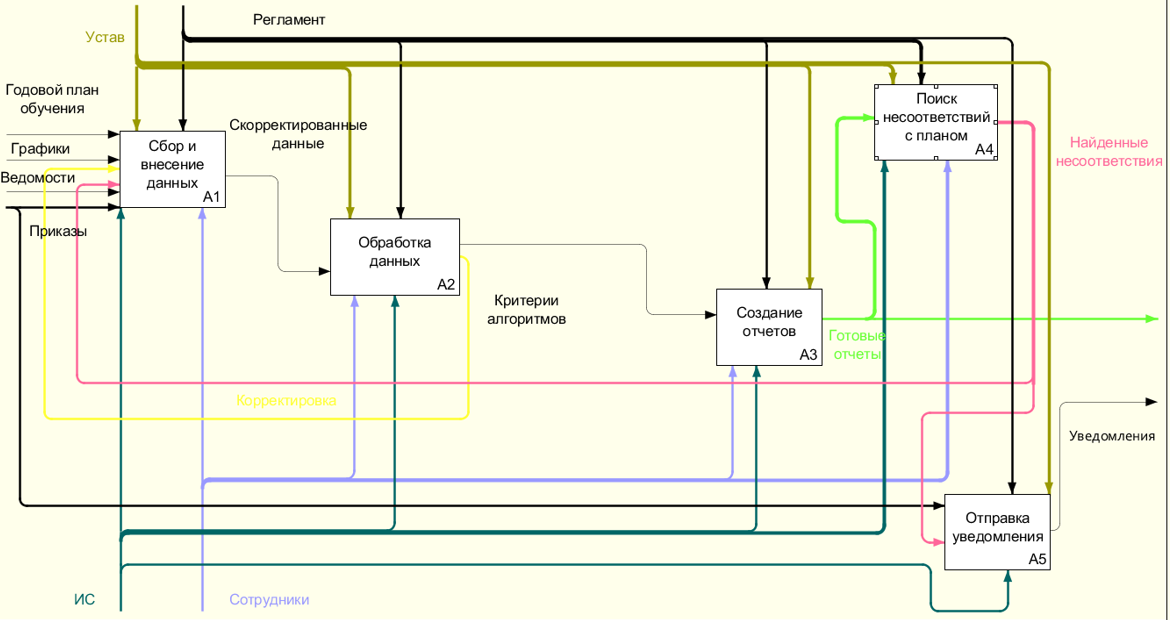 Регламент
Устав
Годовой план
обучения
Графики
Ведомости
Приказы
Сбор и
внесение
данных
A1
Скорректированные
данные
Обработка
данных
A2
Критерии
алгоритмов
Создание
отчетов
A3
Готовые
отчеты
Поиск
несоответствий
с планом
A4
Найденные
несоответствия
Корректировка
Уведомления
Отправка
уведомления
A5
ИС
Сотрудники